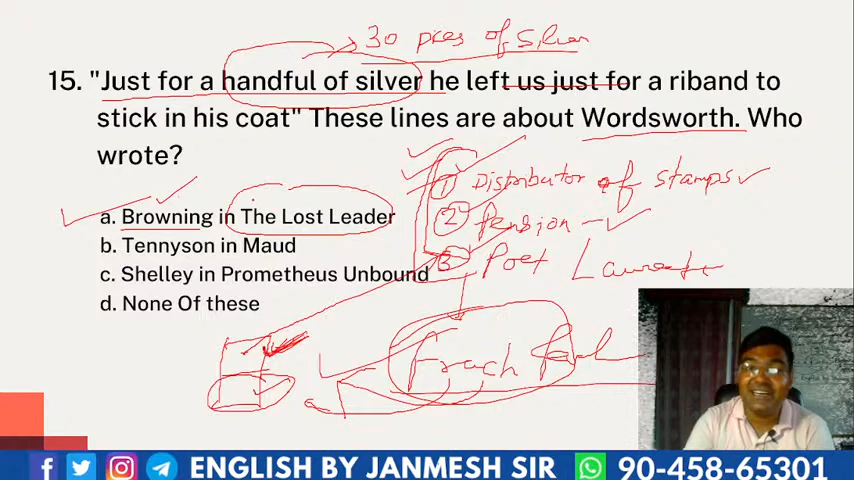 30 pices of Silver
15. "Just for a handful of silver he left us just for a riband to
stick in his coat" These lines are about Wordsworth. Who
wrote?
1 Distributor of stamps
a. Browning in The Lost Leader
2 Pension -
b. Tennyson in Maud
3 Poet
c. Shelley in Prometheus Unbound
d. None Of these
ENGLISH BY JANMESH SIR 90-458-65301